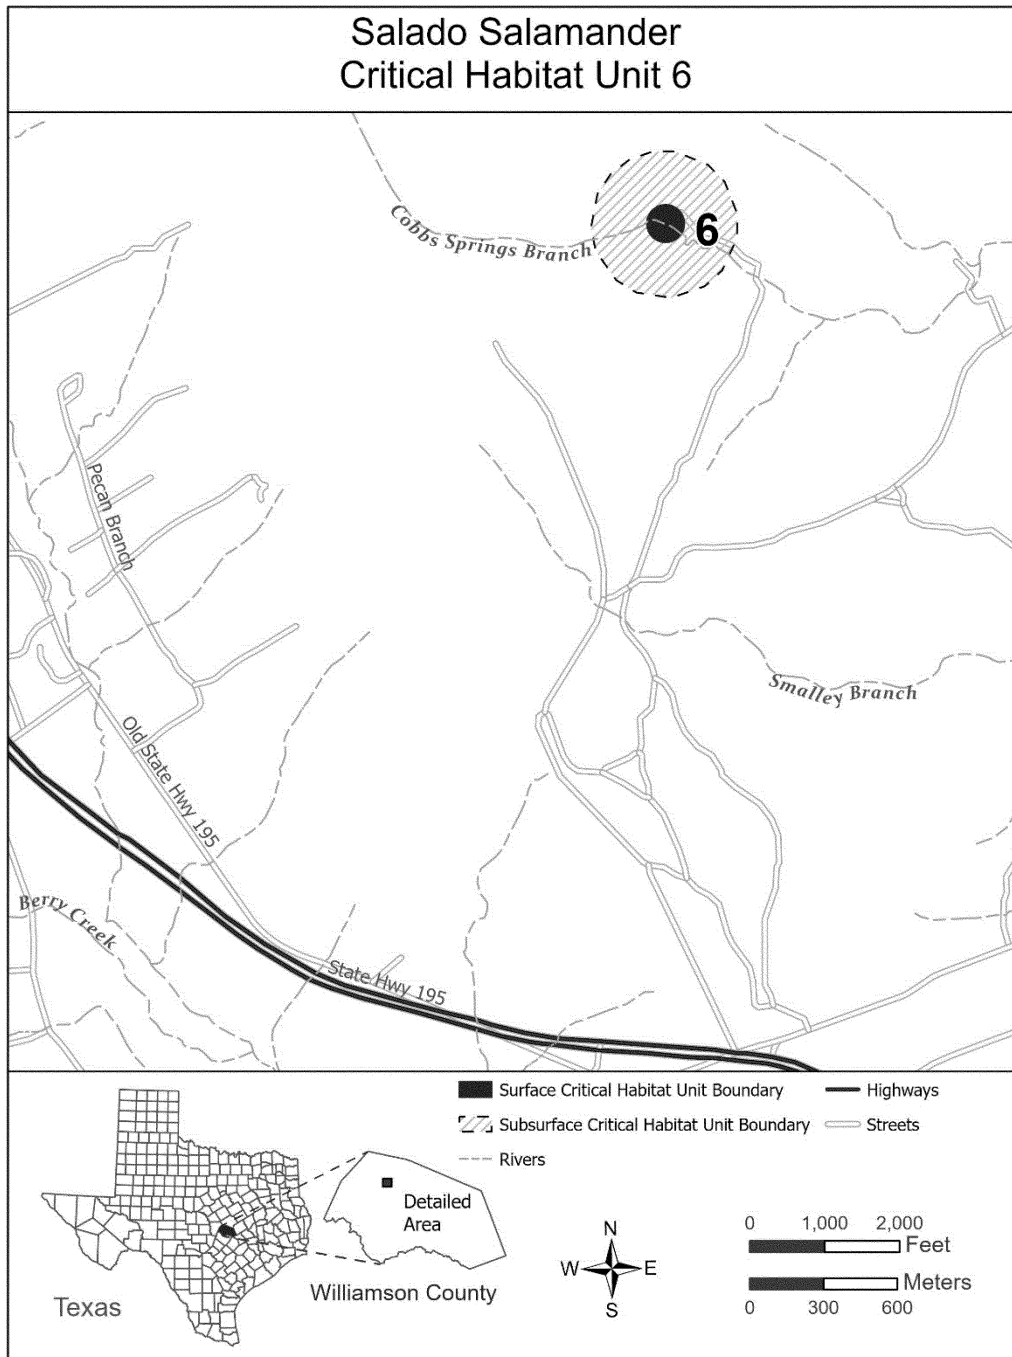 Salado Salamander
Critical Habitat Unit 6
Cobbs Springs Branch
6
Pecan Branch
Smalley Branch
Old State Hwy 195
Berry Creek
State Hwy 195
Surface Critical Habitat Unit Boundary
Highways
Subsurface Critical Habitat Unit Boundary
Streets
Rivers
Detailed
Area
Williamson County
Texas
N
W E
S
0 1,000 2,000
Feet
Meters
0 300 600